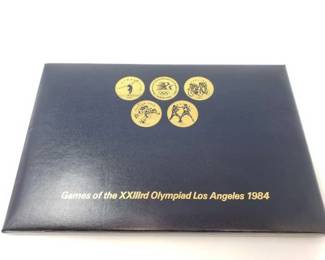 Games of the XXIIIrd Olympiad Los Angeles 1984